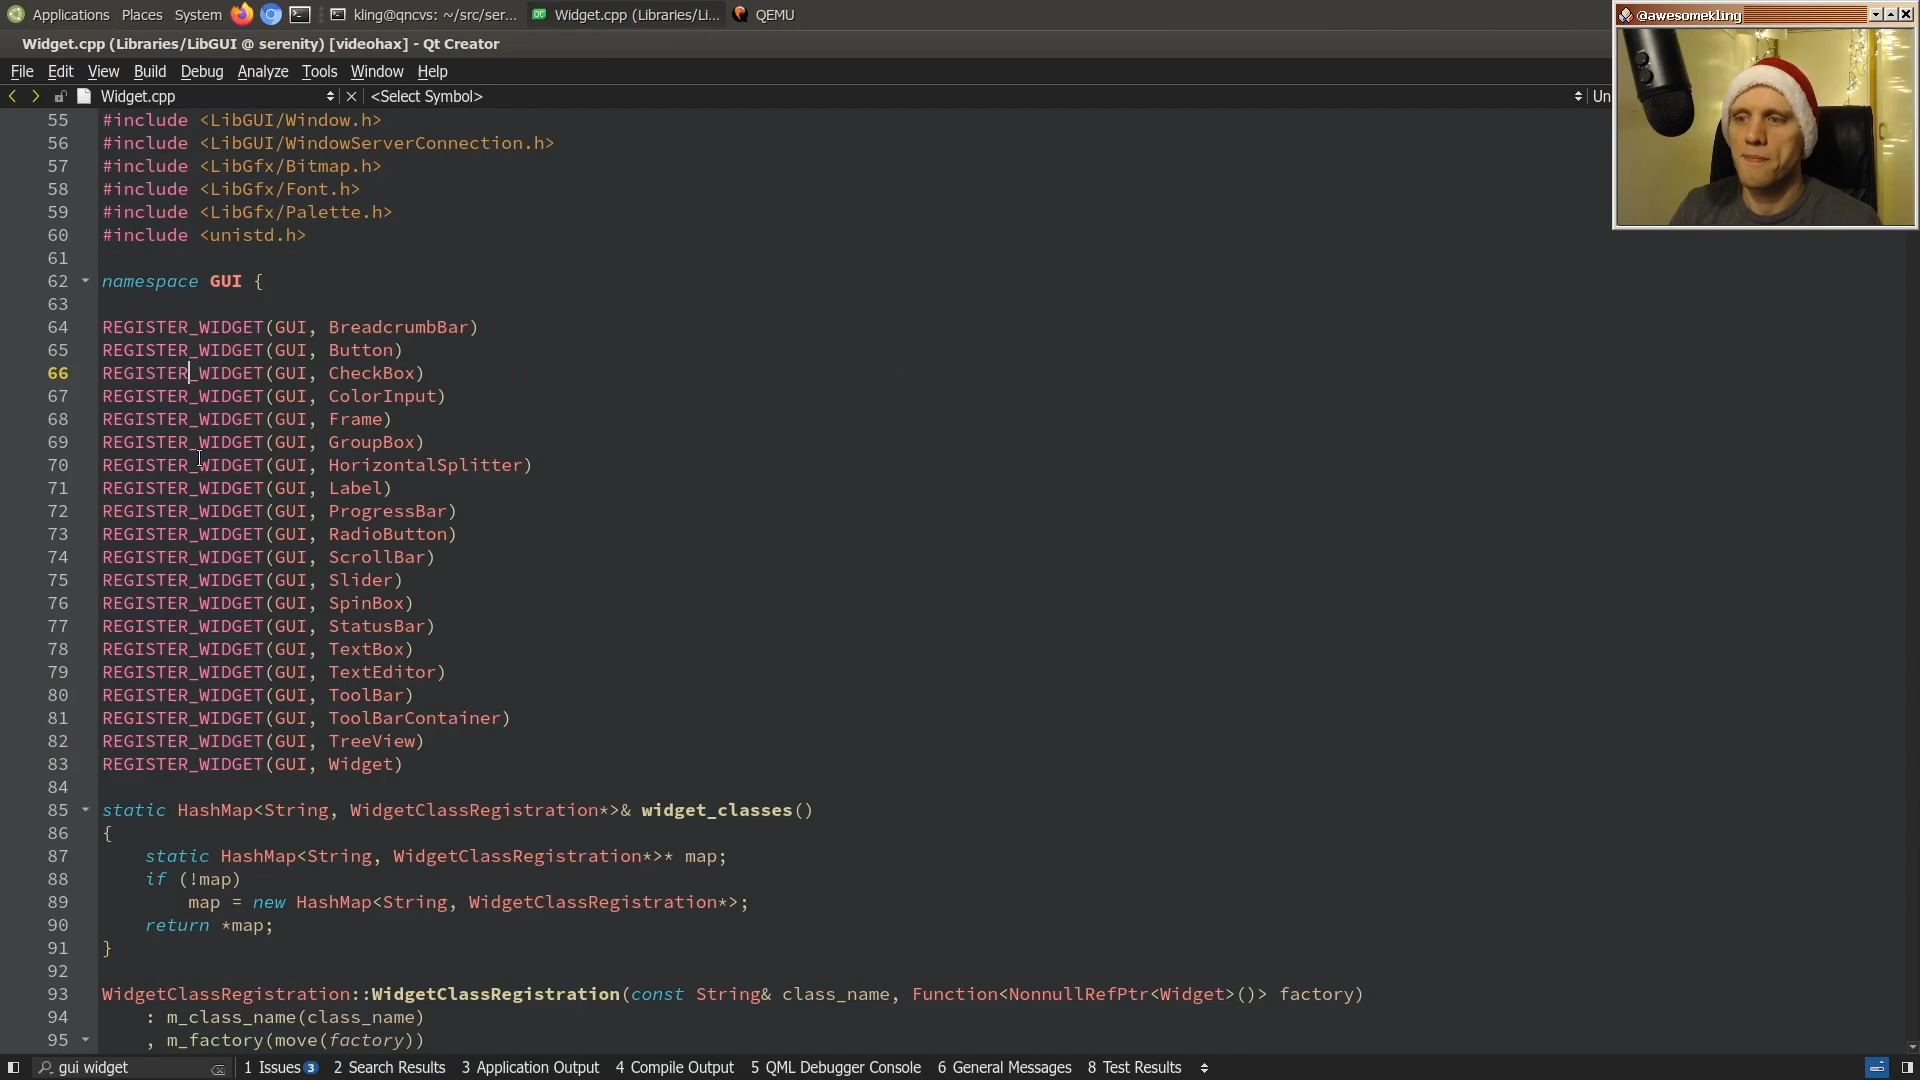 Applications Places System kling@qncvs: ~/src/ser... Widget.cpp (Libraries/Li... QEMU
@awesomekling
Widget.cpp (Libraries/LibGUI @ serenity) [videohax] - Qt Creator
File Edit View Build Debug Analyze Tools Window Help
Widget.cpp <Select Symbol> Un
55 #include <LibGUI/Window.h>
56 #include <LibGUI/WindowServerConnection.h>
57 #include <LibGfx/Bitmap.h>
58 #include <LibGfx/Font.h>
59 #include <LibGfx/Palette.h>
60 #include <unistd.h>
61
62 namespace GUI {
63
64 REGISTER_WIDGET(GUI, BreadcrumbBar)
65 REGISTER_WIDGET(GUI, Button)
66 REGISTER_WIDGET(GUI, CheckBox)
67 REGISTER_WIDGET(GUI, ColorInput)
68 REGISTER_WIDGET(GUI, Frame)
69 REGISTER_WIDGET(GUI, GroupBox)
70 REGISTER_WIDGET(GUI, HorizontalSplitter)
71 REGISTER_WIDGET(GUI, Label)
72 REGISTER_WIDGET(GUI, ProgressBar)
73 REGISTER_WIDGET(GUI, RadioButton)
74 REGISTER_WIDGET(GUI, ScrollBar)
75 REGISTER_WIDGET(GUI, Slider)
76 REGISTER_WIDGET(GUI, SpinBox)
77 REGISTER_WIDGET(GUI, StatusBar)
78 REGISTER_WIDGET(GUI, TextBox)
79 REGISTER_WIDGET(GUI, TextEditor)
80 REGISTER_WIDGET(GUI, ToolBar)
81 REGISTER_WIDGET(GUI, ToolBarContainer)
82 REGISTER_WIDGET(GUI, TreeView)
83 REGISTER_WIDGET(GUI, Widget)
84
85 static HashMap<String, WidgetClassRegistration*>& widget_classes()
86 {
87 static HashMap<String, WidgetClassRegistration*>* map;
88 if (!map)
89 map = new HashMap<String, WidgetClassRegistration*>;
90 return *map;
91 }
92
93 WidgetClassRegistration::WidgetClassRegistration(const String& class_name, Function<NonnullRefPtr<Widget>()> factory)
94 : m_class_name(class_name)
95 , m_factory(move(factory))
gui widget 1 Issues 3 2 Search Results 3 Application Output 4 Compile Output 5 QML Debugger Console 6 General Messages 8 Test Results